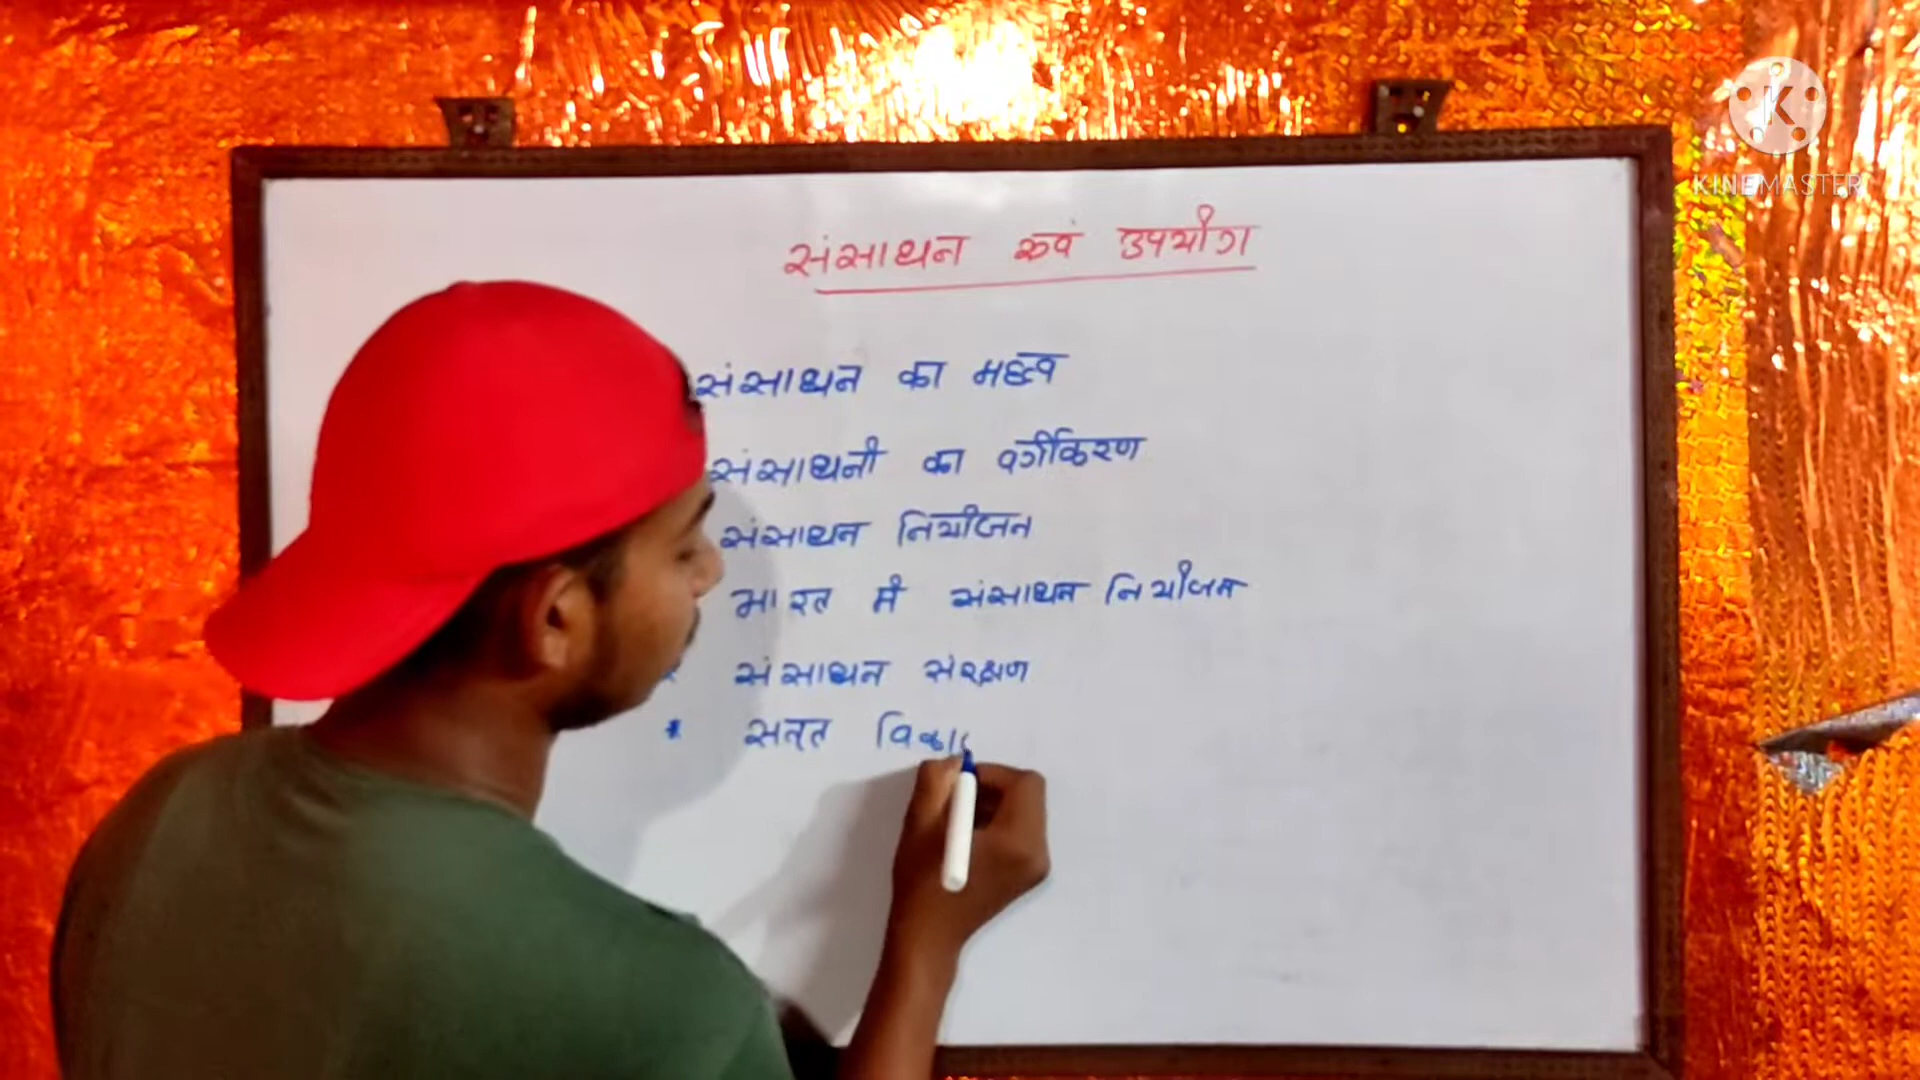 संसाधन एवं उपयोग
संसाधन का महत्व
संसाधनों का वर्गीकरण
संसाधन नियोजन
भारत में संसाधन नियोजन
संसाधन संरक्षण
* सतत विका
K
KINEMASTER